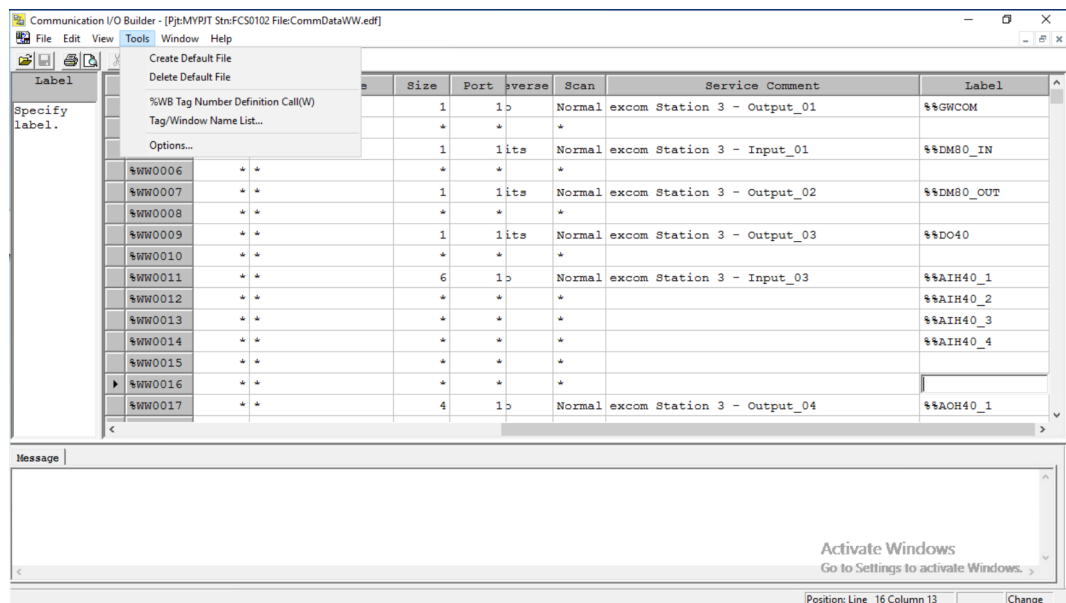 Communication I/O Builder - [Pjt:MYPJT Stn:FCS0102 File:CommDataWW.edf]
File Edit View Tools Window Help
Create Default File
Delete Default File
%WB Tag Number Definition Call(W)
Tag/Window Name List...
Options...
Label
Specify
label.
Size Port everse Scan Service Comment Label
1 1 o Normal excom Station 3 - Output_01 %%GWCOM
* * *
1 1 its Normal excom Station 3 - Input_01 %%DM80_IN
%WW0006 * * * * *
%WW0007 * * 1 1 its Normal excom Station 3 - Output_02 %%DM80_OUT
%WW0008 * * * * *
%WW0009 * * 1 1 its Normal excom Station 3 - Output_03 %%DO40
%WW0010 * * * * *
%WW0011 * * 6 1 o Normal excom Station 3 - Input_03 %%AIH40_1
%WW0012 * * * * * %%AIH40_2
%WW0013 * * * * * %%AIH40_3
%WW0014 * * * * * %%AIH40_4
%WW0015 * * * * *
%WW0016 * * * * *
%WW0017 * * 4 1 o Normal excom Station 3 - Output_04 %%AOH40_1
Message
Activate Windows
Go to Settings to activate Windows.
Position: Line 16 Column 13 Change